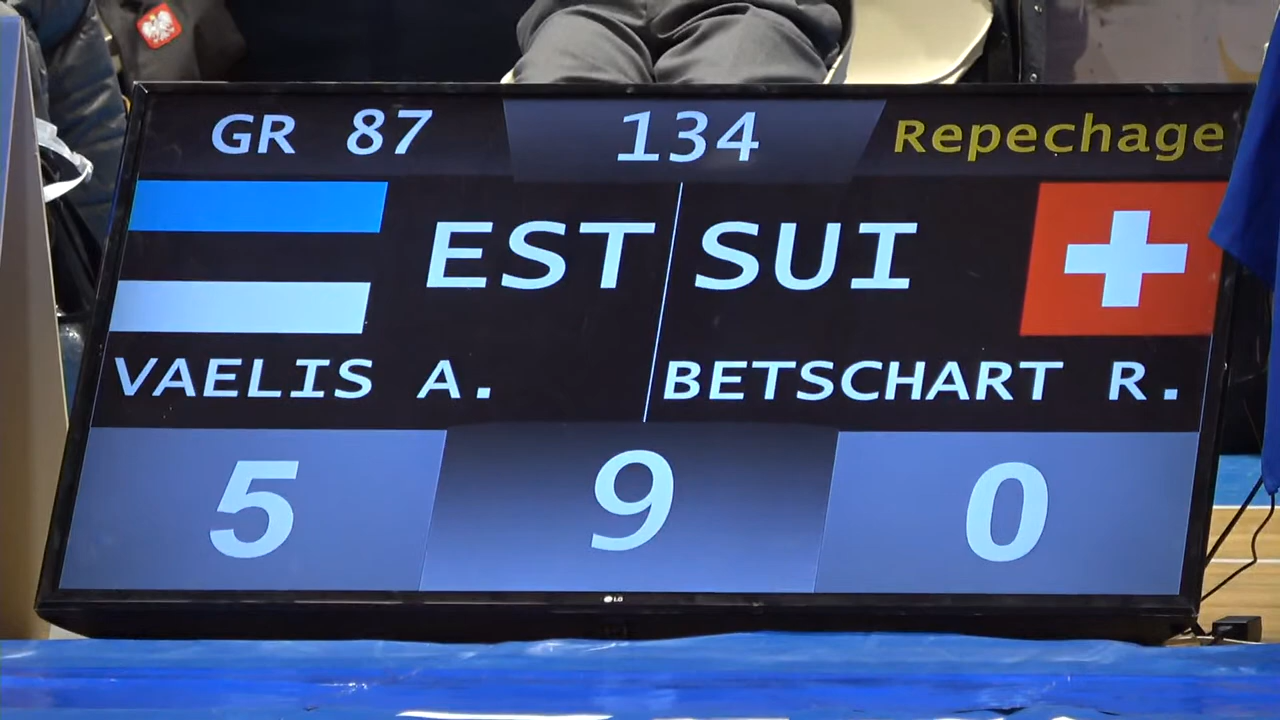 GR 87 134 Repechage
EST SUI
VAELIS A. BETSCHART R.
5 9 0
LG